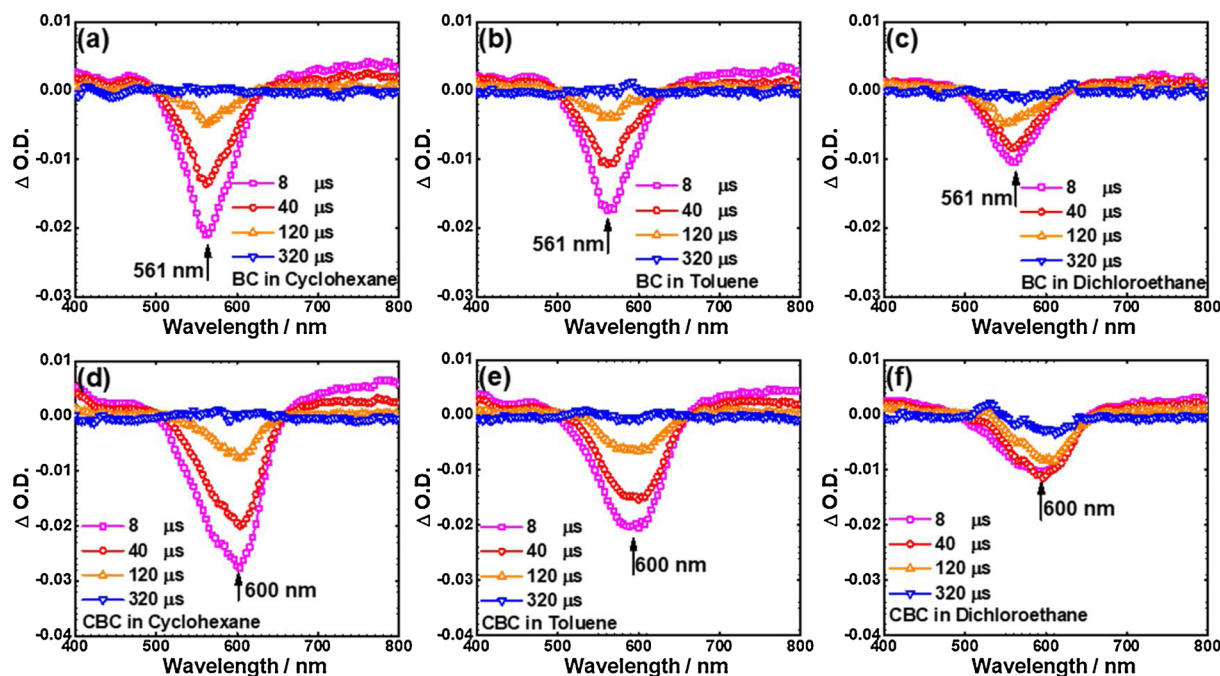 (a)
0.01
0.00
-0.01
-0.02
-0.03
Δ O.D.
8 μs
40 μs
120 μs
320 μs
561 nm
BC in Cyclohexane
400 500 600 700 800
Wavelength / nm
(b)
0.01
0.00
-0.01
-0.02
-0.03
Δ O.D.
8 μs
40 μs
120 μs
320 μs
561 nm
BC in Toluene
400 500 600 700 800
Wavelength / nm
(c)
0.01
0.00
-0.01
-0.02
-0.03
Δ O.D.
561 nm
8 μs
40 μs
120 μs
320 μs
BC in Dichloroethane
400 500 600 700 800
Wavelength / nm
(d)
0.01
0.00
-0.01
-0.02
-0.03
-0.04
Δ O.D.
8 μs
40 μs
120 μs
320 μs
600 nm
CBC in Cyclohexane
400 500 600 700 800
Wavelength / nm
(e)
0.01
0.00
-0.01
-0.02
-0.03
-0.04
Δ O.D.
8 μs
40 μs
120 μs
320 μs
600 nm
CBC in Toluene
400 500 600 700 800
Wavelength / nm
(f)
0.01
0.00
-0.01
-0.02
-0.03
-0.04
Δ O.D.
600 nm
8 μs
40 μs
120 μs
320 μs
CBC in Dichloroethane
400 500 600 700 800
Wavelength / nm